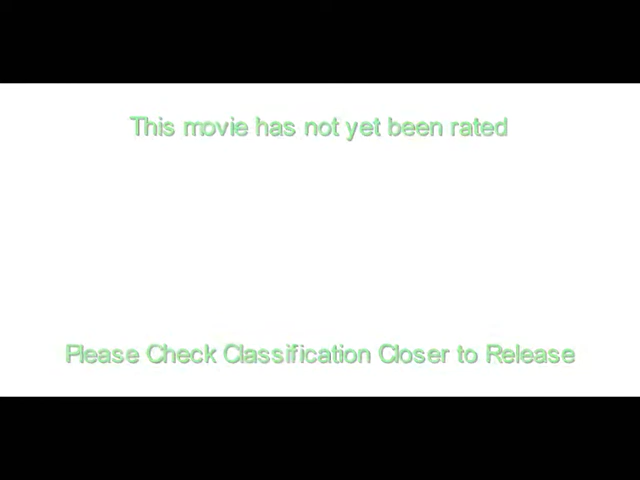 This movie has not yet been rated
Please Check Classification Closer to Release